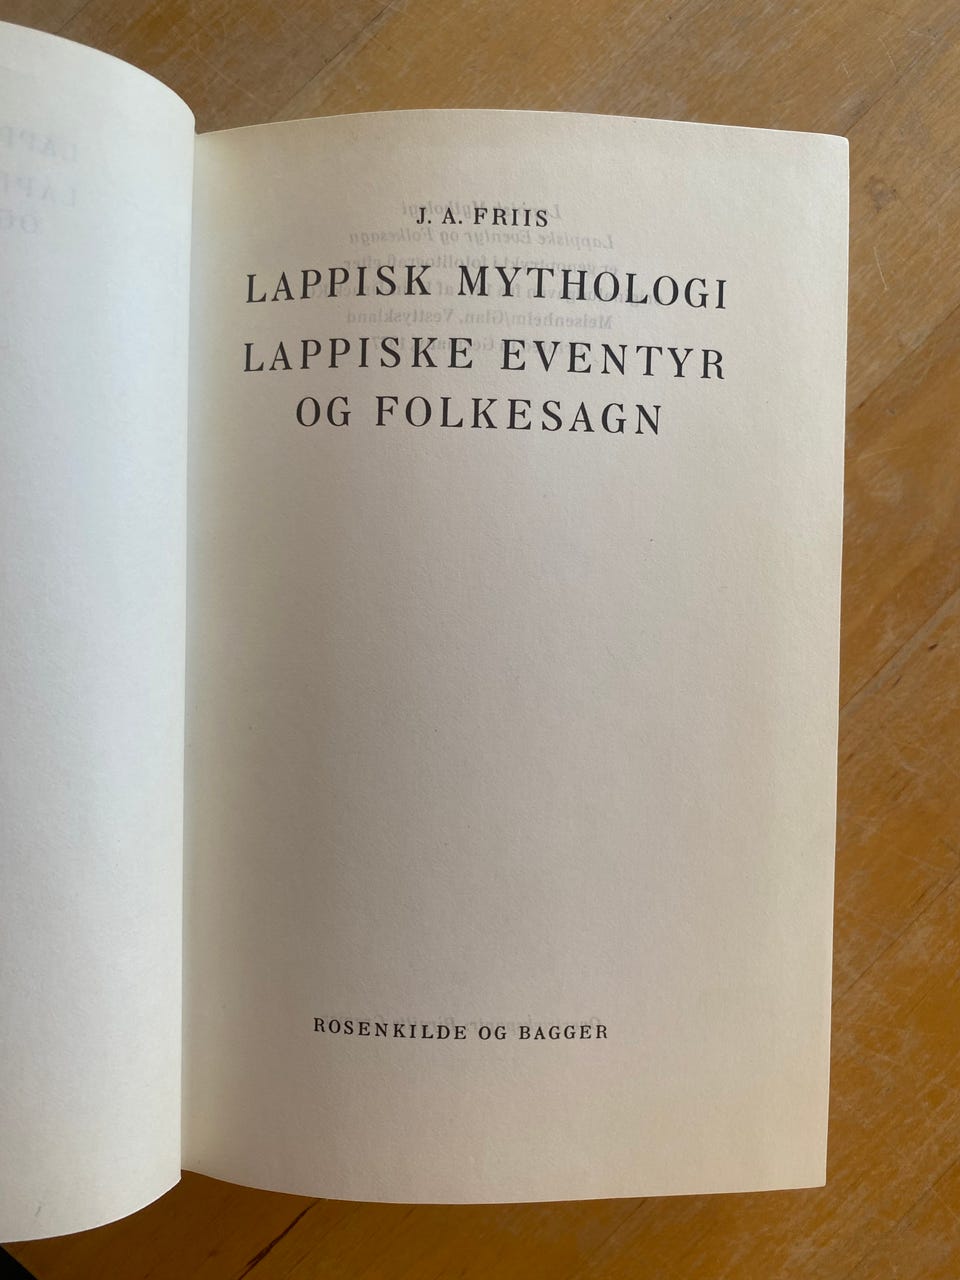 J. A. FRIIS
LAPPISK MYTHOLOGI
LAPPISKE EVENTYR
OG FOLKESAGN
ROSENKILDE OG BAGGER